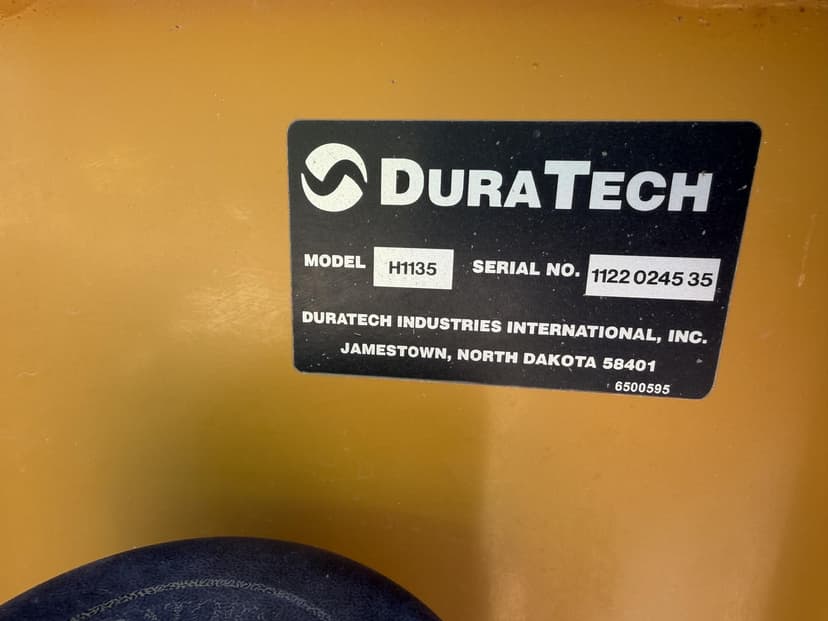 DURATECH
MODEL H1135 SERIAL NO. 1122 0245 35
DURATECH INDUSTRIES INTERNATIONAL, INC.
JAMESTOWN, NORTH DAKOTA 58401
6500595